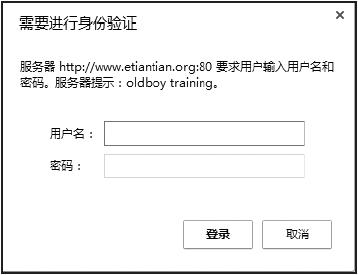 需要进行身份验证
服务器 http://www.etiantian.org:80 要求用户输入用户名和
密码。服务器提示：oldboy training。
用户名：
密码：
登录 取消